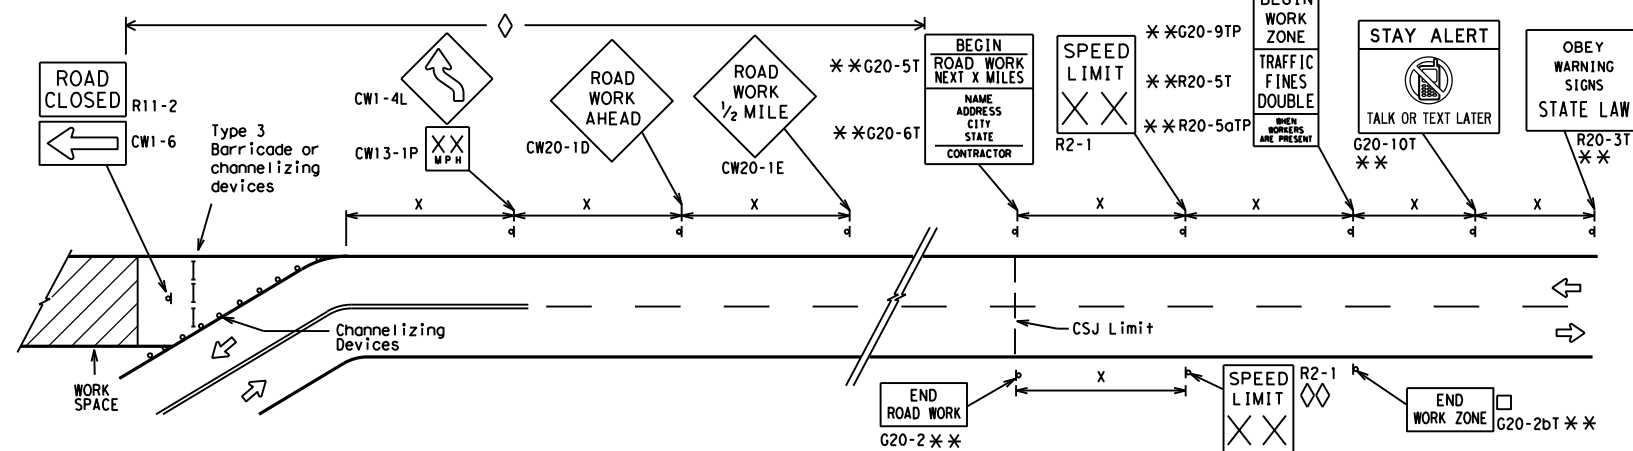 ROAD
CLOSED
R11-2
CW1-6
Type 3
Barricade or
channelizing
devices
CW1-4L
CW13-1P
XX
MPH
ROAD
WORK
AHEAD
CW20-1D
ROAD
WORK
1/2 MILE
CW20-1E
**G20-5T
**G20-6T
BEGIN
ROAD WORK
NEXT X MILES
NAME
ADDRESS
CITY
STATE
CONTRACTOR
SPEED
LIMIT
XX
R2-1
**G20-9TP
**R20-5T
**R20-5aTP
BEGIN
WORK
ZONE
TRAFFIC
FINES
DOUBLE
WHEN
WORKERS
ARE PRESENT
STAY ALERT
TALK OR TEXT LATER
G20-10T
**
OBEY
WARNING
SIGNS
STATE LAW
R20-3T
**
X
X
X
X
X
X
X
Channelizing
Devices
CSJ Limit
WORK
SPACE
END
ROAD WORK
G20-2 **
X
SPEED
LIMIT
XX
R2-1
END
WORK ZONE
G20-2bT **